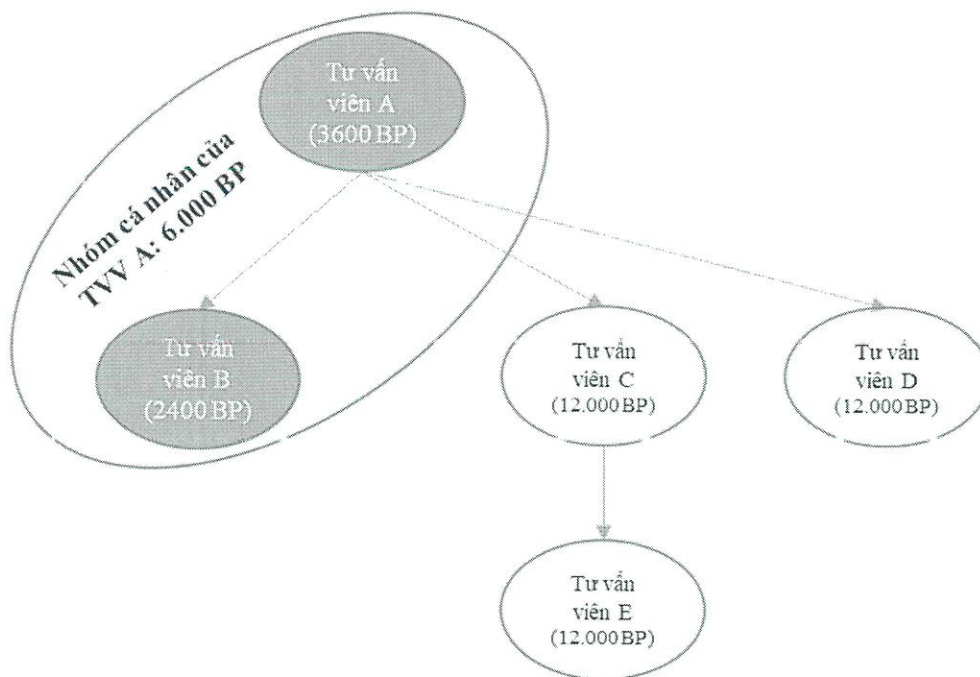 Tư vấn
viên A
(3600 BP)
Nhóm cá nhân của
TVV A: 6.000 BP
Tư vấn
viên B
(2400 BP)
Tư vấn
viên C
(12.000 BP)
Tư vấn
viên D
(12.000 BP)
Tư vấn
viên E
(12.000 BP)